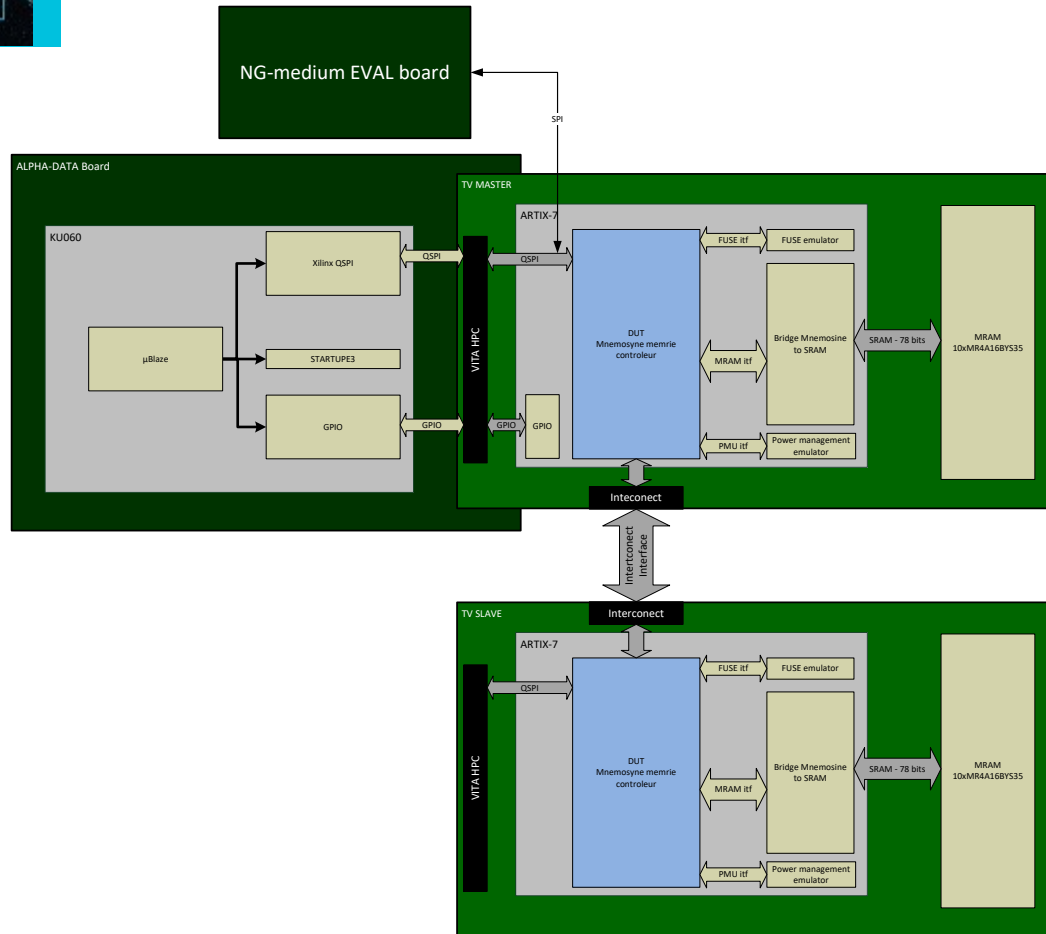 NG-medium EVAL board
SPI
ALPHA-DATA Board
KU060
µBlaze
Xilinx QSPI
STARTUPE3
GPIO
QSPI
GPIO
TV MASTER
VITA HPC
ARTIX-7
QSPI
GPIO
GPIO
DUT
Mnemosyne memrie
controleur
FUSE itf
FUSE emulator
MRAM itf
Bridge Mnemosine
to SRAM
PMU itf
Power management
emulator
SRAM - 78 bits
MRAM
10xMR4A16BYS35
Inteconect
Intertconect
Interface
TV SLAVE
Interconect
VITA HPC
ARTIX-7
QSPI
DUT
Mnemosyne memrie
controleur
FUSE itf
FUSE emulator
MRAM itf
Bridge Mnemosine
to SRAM
PMU itf
Power management
emulator
SRAM - 78 bits
MRAM
10xMR4A16BYS35